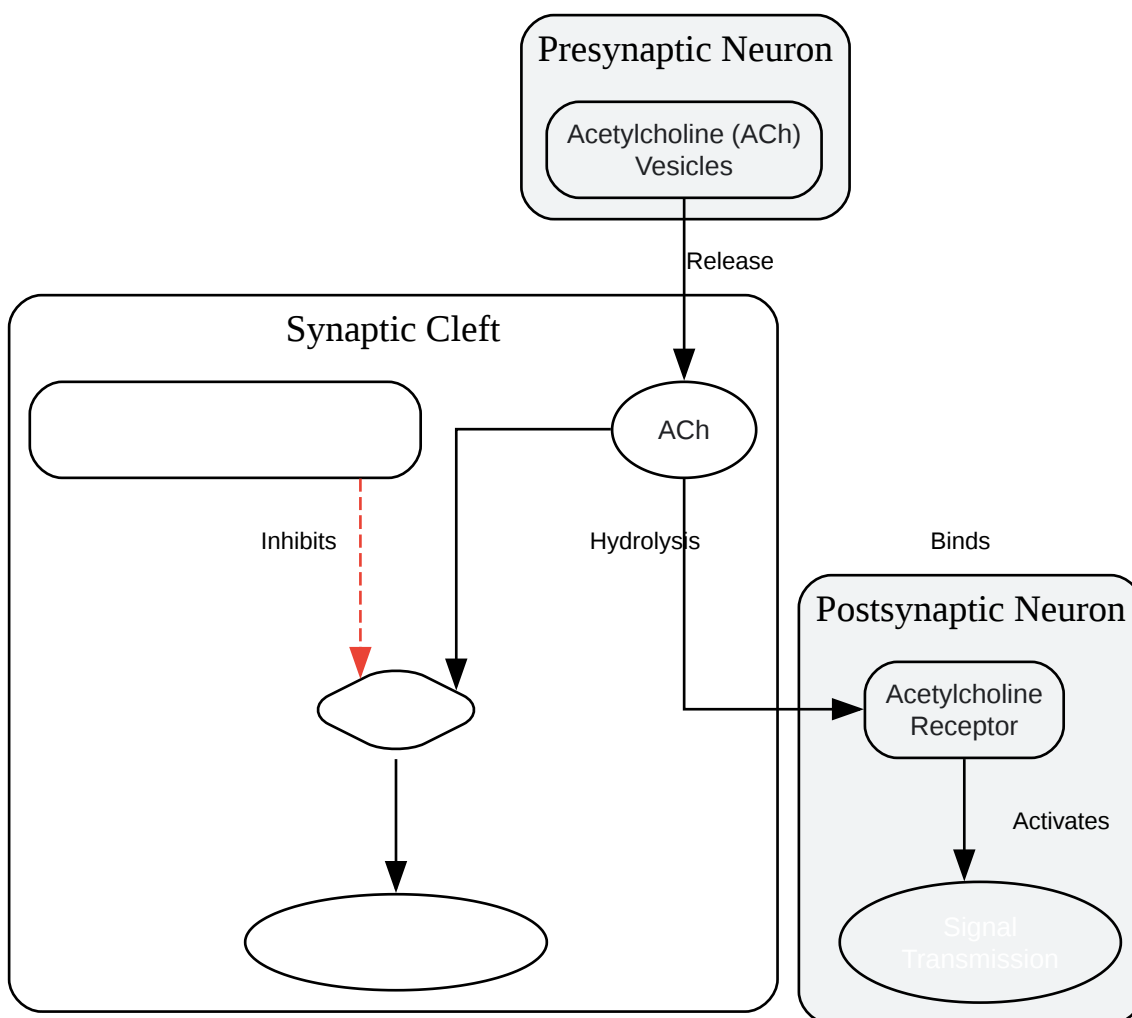 Presynaptic Neuron
Acetylcholine (ACh)
Vesicles
Release
Synaptic Cleft
ACh
Inhibits
Hydrolysis
Binds
Postsynaptic Neuron
Acetylcholine
Receptor
Activates
Signal
Transmission